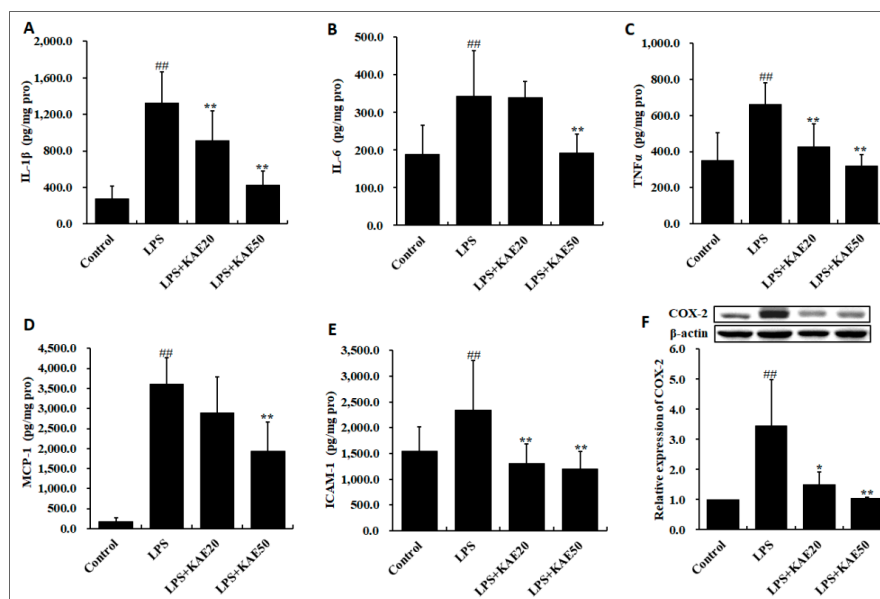 A
IL-1β (pg/mg pro)
2,000.0
1,600.0
1,200.0
800.0
400.0
0.0
##
**
**
Control
LPS
LPS+KAE20
LPS+KAE50
B
IL-6 (pg/mg pro)
500.0
400.0
300.0
200.0
100.0
0.0
##
**
Control
LPS
LPS+KAE20
LPS+KAE50
C
TNFα (pg/mg pro)
1,000.0
800.0
600.0
400.0
200.0
0.0
##
**
**
Control
LPS
LPS+KAE20
LPS+KAE50
D
MCP-1 (pg/mg pro)
4,500.0
4,000.0
3,500.0
3,000.0
2,500.0
2,000.0
1,500.0
1,000.0
500.0
0.0
##
**
Control
LPS
LPS+KAE20
LPS+KAE50
E
ICAM-1 (pg/mg pro)
3,500.0
3,000.0
2,500.0
2,000.0
1,500.0
1,000.0
500.0
0.0
##
**
**
Control
LPS
LPS+KAE20
LPS+KAE50
F
COX-2
β-actin
Relative expression of COX-2
6.0
5.0
4.0
3.0
2.0
1.0
0.0
##
*
**
Control
LPS
LPS+KAE20
LPS+KAE50